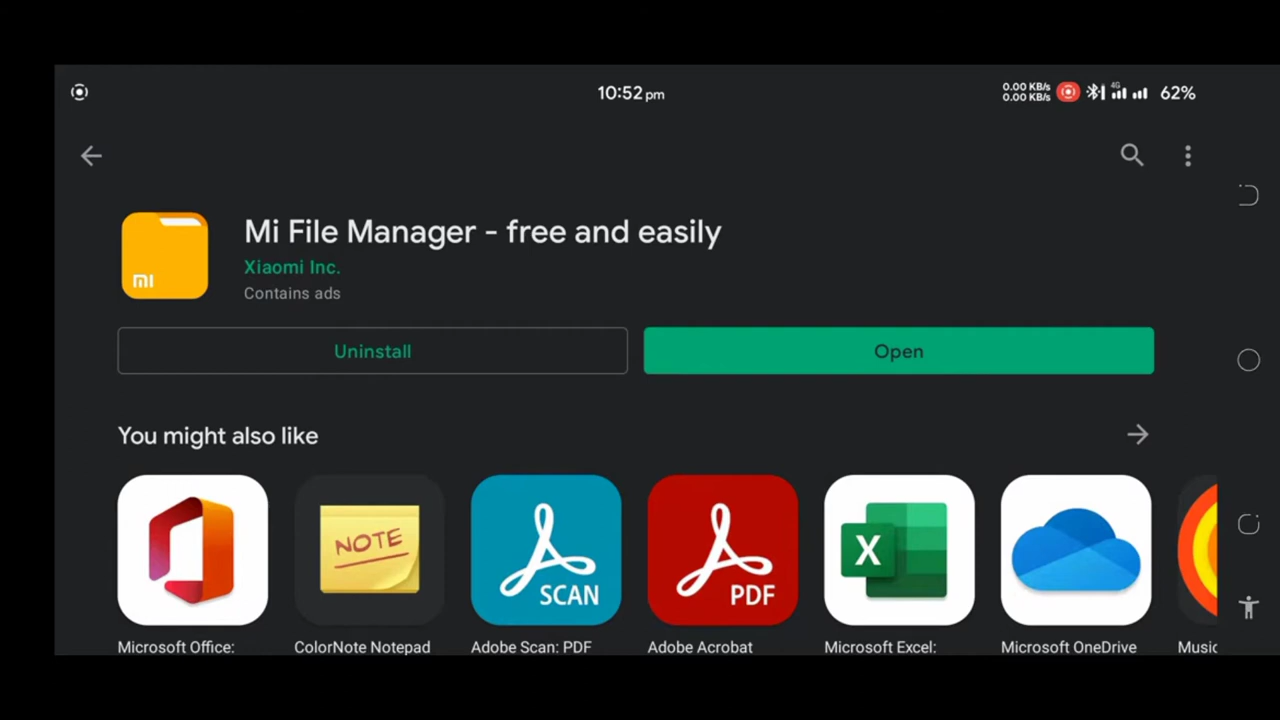 10:52 pm
0.00 KB/s
0.00 KB/s
4G
62%
Mi File Manager - free and easily
Xiaomi Inc.
Contains ads
Uninstall
Open
You might also like
NOTE
SCAN
PDF
X
Microsoft Office:
ColorNote Notepad
Adobe Scan: PDF
Adobe Acrobat
Microsoft Excel:
Microsoft OneDrive
Music